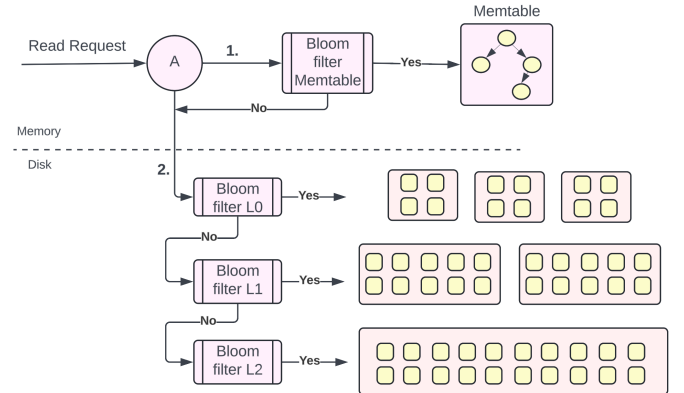 Memtable
Read Request
A
1.
Bloom
filter
Memtable
Yes
No
Memory
Disk
2.
Bloom
filter L0
Yes
No
Bloom
filter L1
Yes
No
Bloom
filter L2
Yes